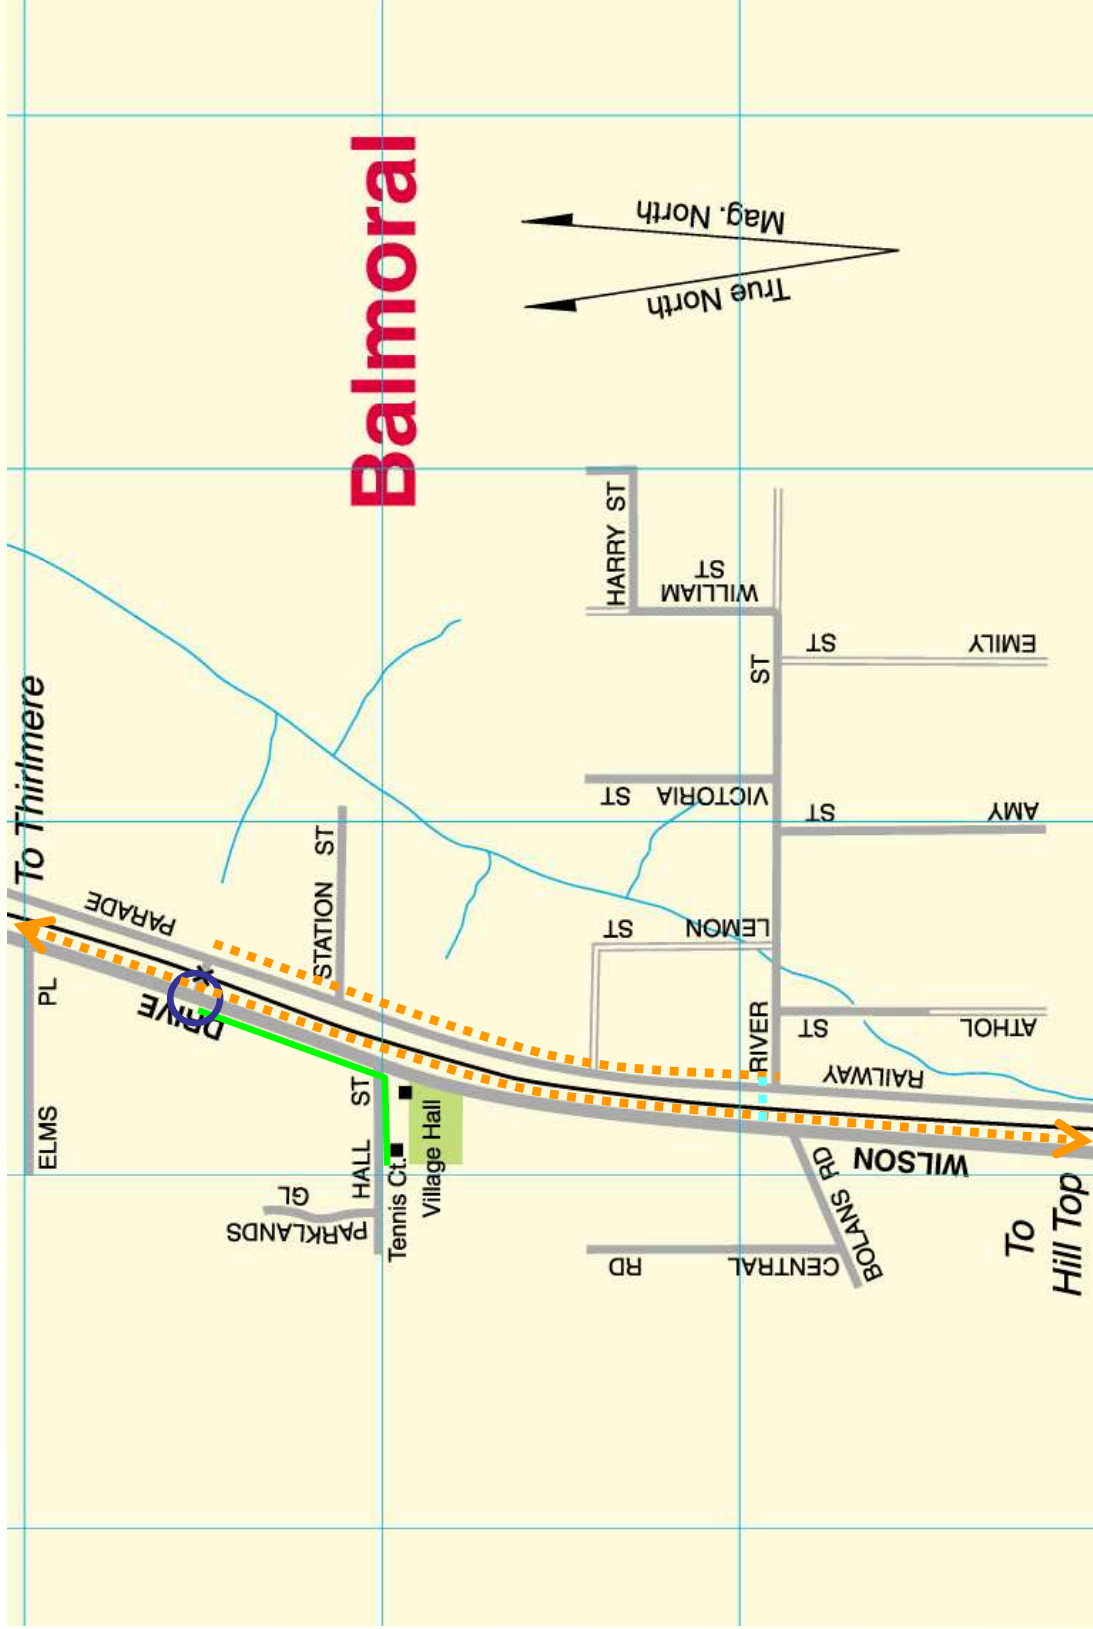 Balmoral
Mag. North
True North
To Thirlmere
HARRY ST
WILLIAM
ST
EMILY ST
ST
VICTORIA ST
AMY ST
PARADE
STATION ST
LEMON ST
RIVER
ATHOL ST
RAILWAY
PL
ELMS
DRIVE
HALL ST
Village Hall
Tennis Ct.
PARKLANDS
GL
WILSON
BOLANS RD
CENTRAL RD
To
Hill Top